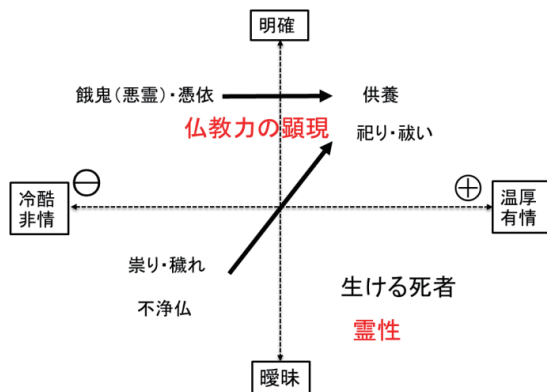 明確
餓鬼（悪霊）・憑依
供養
仏教力の顕現
祀り・祓い
冷酷
非情
⊖
⊕
温厚
有情
祟り・穢れ
不浄仏
生ける死者
霊性
曖昧